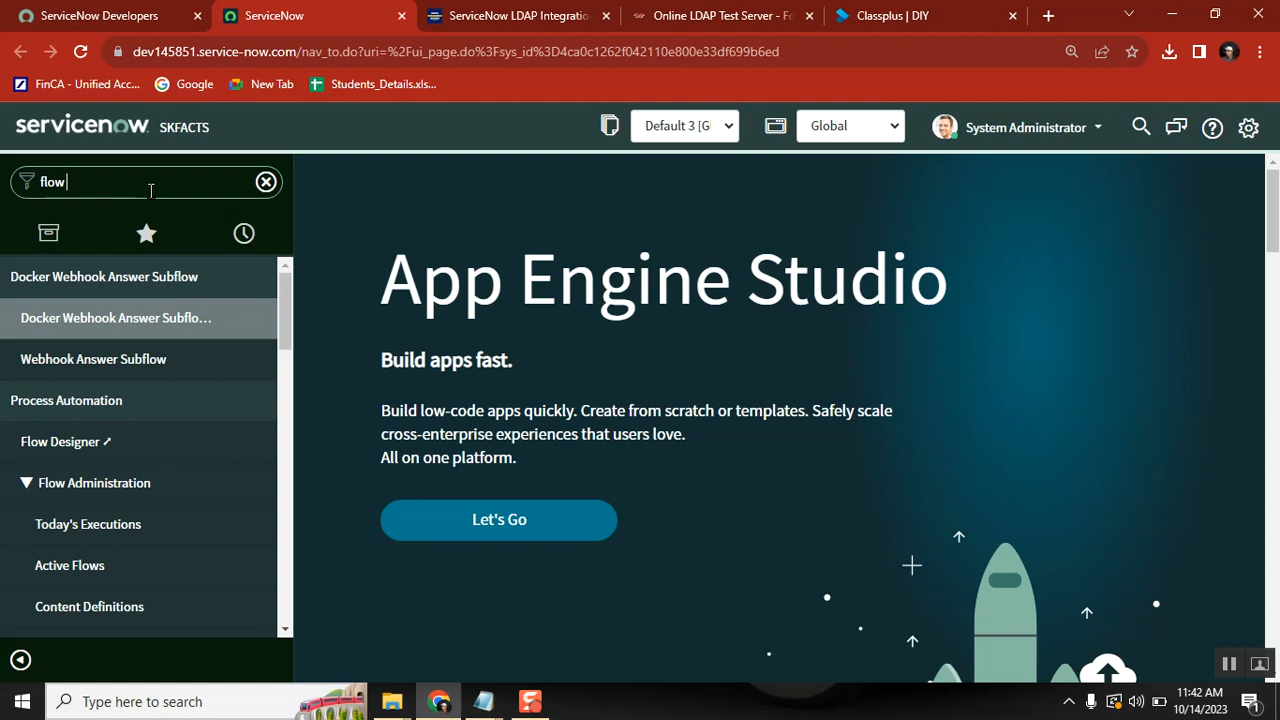 ServiceNow Developers
ServiceNow
ServiceNow LDAP Integratio
Online LDAP Test Server - Fo
Classplus | DIY
dev145851.service-now.com/nav_to.do?uri=%2Fui_page.do%3Fsys_id%3D4ca0c1262f042110e800e33df699b6ed
FinCA - Unified Acc...
Google
New Tab
Students_Details.xls...
servicenow.
SKFACTS
Default 3 [Gl
Global
System Administrator
flow
Docker Webhook Answer Subflow
Docker Webhook Answer Subflo...
Webhook Answer Subflow
Process Automation
Flow Designer
Flow Administration
Today's Executions
Active Flows
Content Definitions
App Engine Studio
Build apps fast.
Build low-code apps quickly. Create from scratch or templates. Safely scale
cross-enterprise experiences that users love.
All on one platform.
Let's Go
Type here to search
11:42 AM
10/14/2023
1